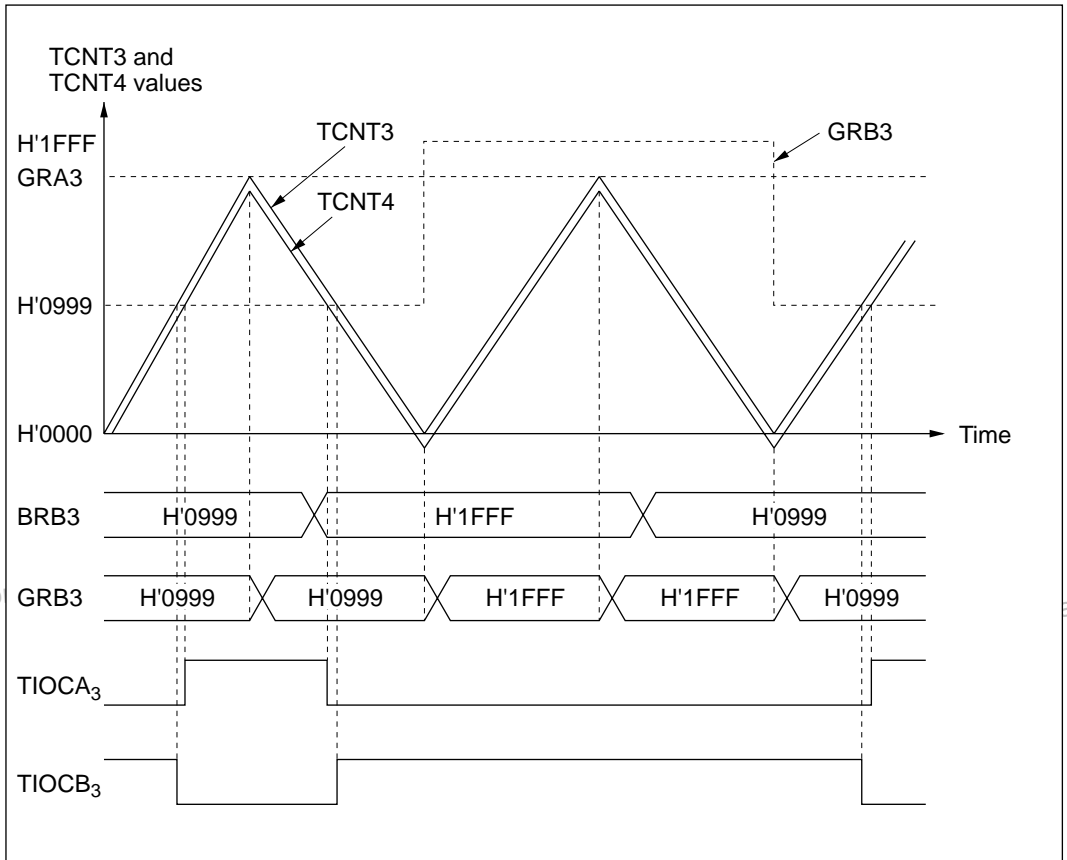 TCNT3 and
TCNT4 values
H'1FFF
GRA3
TCNT3
TCNT4
GRB3
H'0999
H'0000
Time
BRB3 H'0999 H'1FFF H'0999
GRB3 H'0999 H'0999 H'1FFF H'1FFF H'0999
TIOCA3
TIOCB3